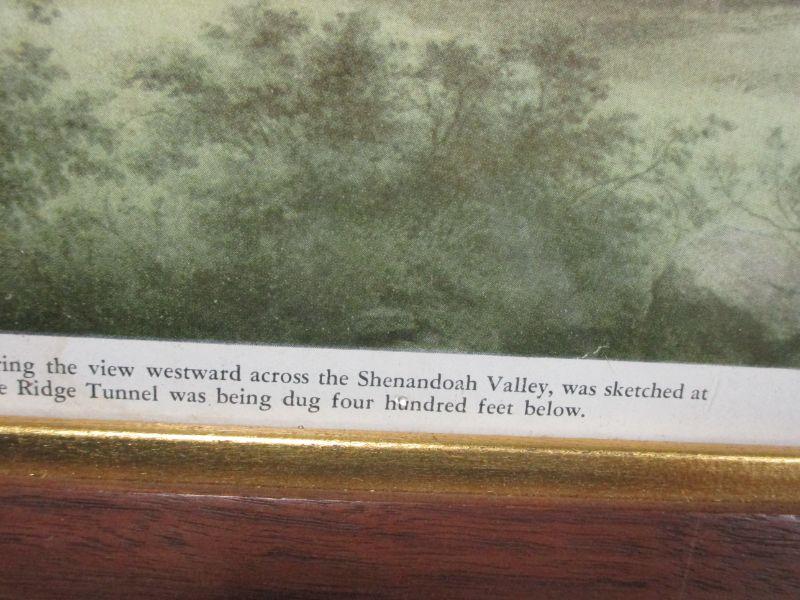 ring the view westward across the Shenandoah Valley, was sketched at
e Ridge Tunnel was being dug four hundred feet below.